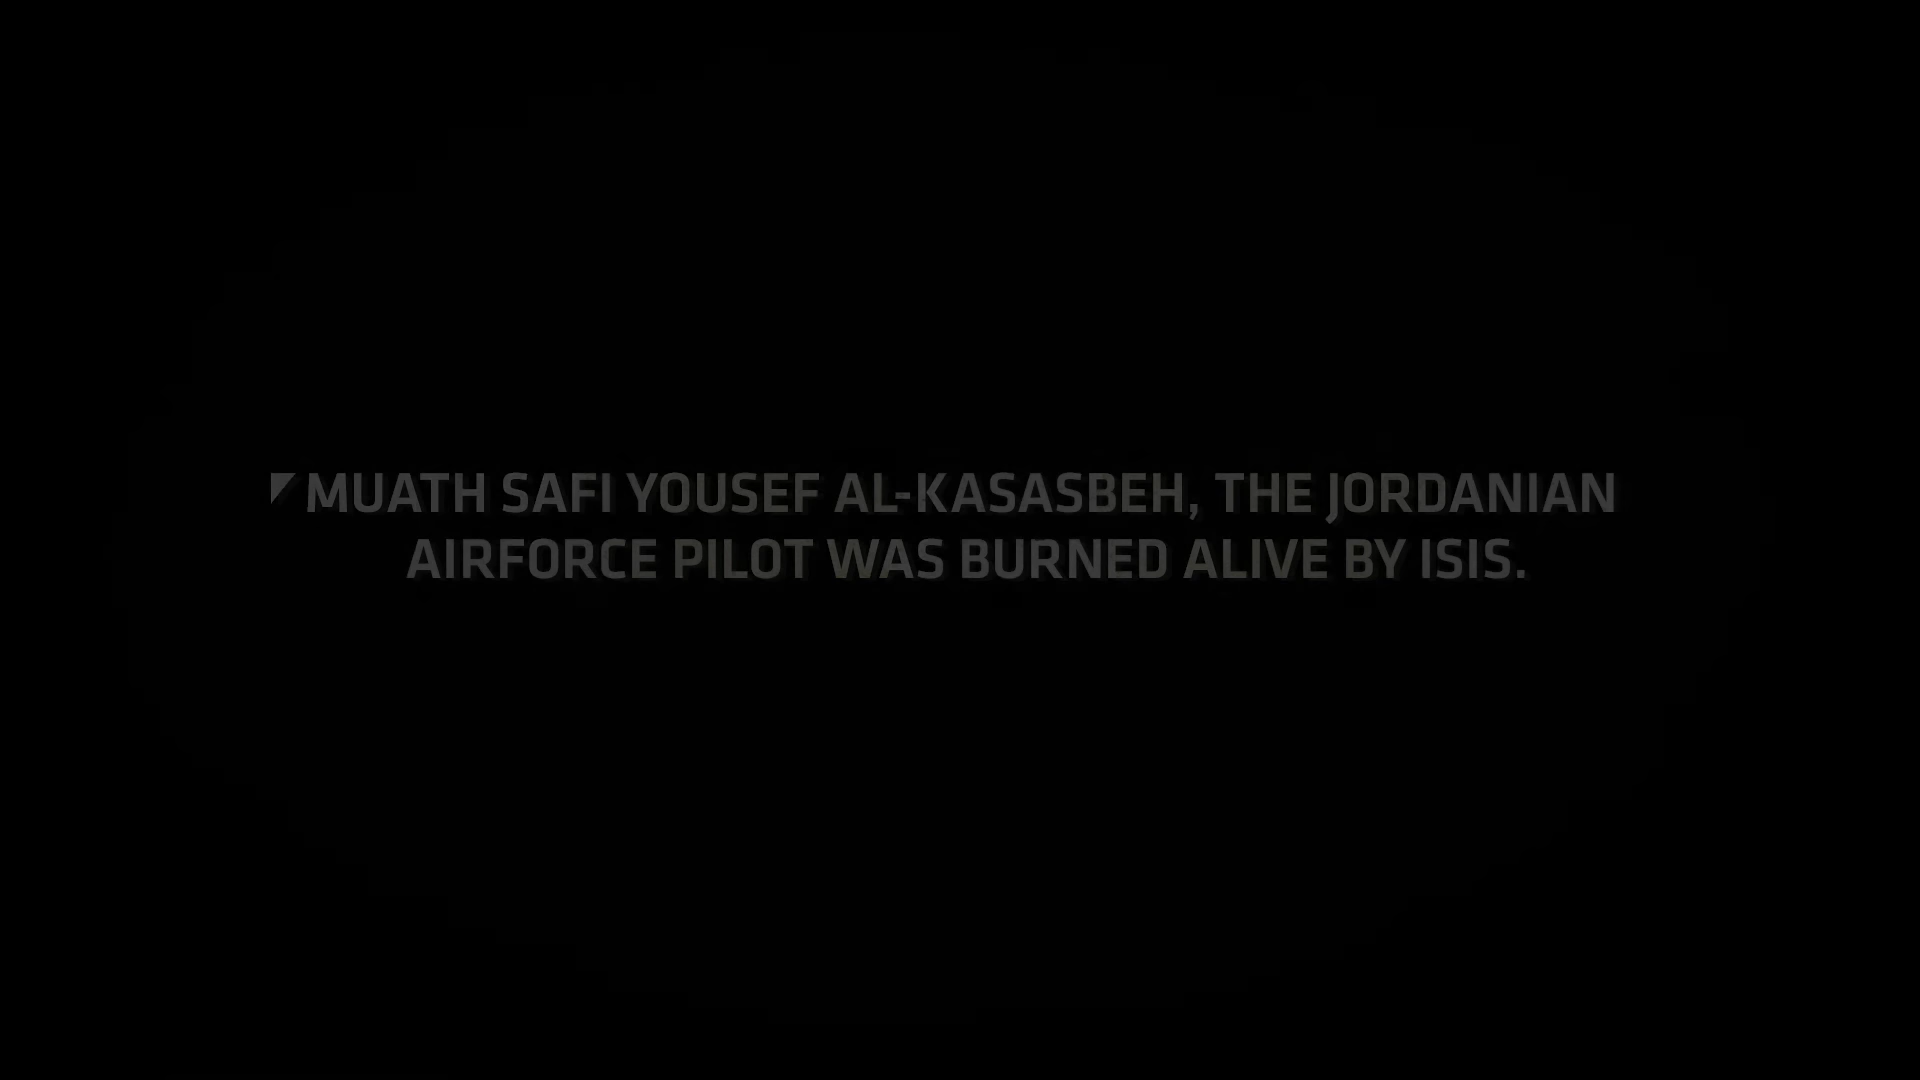 MUATH SAFI YOUSEF AL-KASASBEH, THE JORDANIAN
AIRFORCE PILOT WAS BURNED ALIVE BY ISIS.